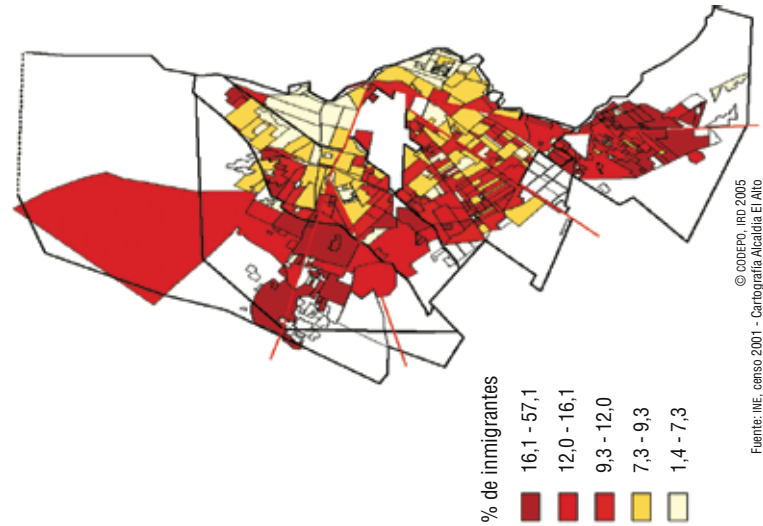 % de inmigrantes
16,1 - 57,1
12,0 - 16,1
9,3 - 12,0
7,3 - 9,3
1,4 - 7,3
© CODEPO, IRD 2005
Fuente: INE, censo 2001 - Cartografía Alcaldía El Alto